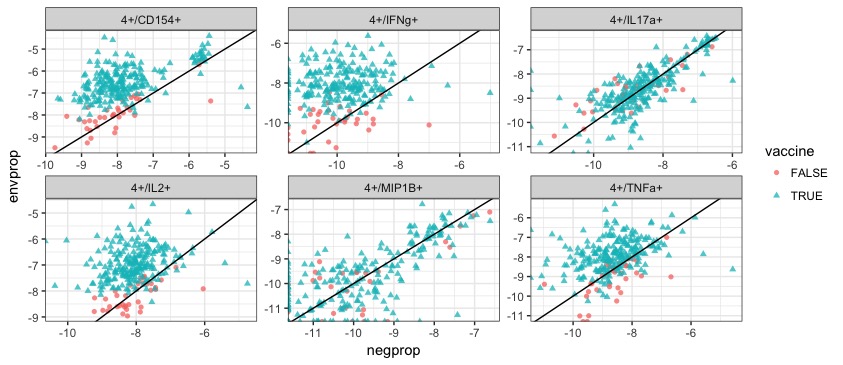 4+/CD154+
4+/IFNg+
4+/IL17a+
-5
-6
-7
-8
-9
-10 -9 -8 -7 -6 -5
-6
-8
-10
-10 -8 -6
-7
-8
-9
-10
-11
-10 -8 -6
4+/IL2+
4+/MIP1B+
4+/TNFa+
-5
-6
-7
-8
-9
-10 -8 -6
-7
-8
-9
-10
-11
-11 -10 -9 -8 -7
-6
-7
-8
-9
-10
-11
-10 -8 -6
envprop
negprop
vaccine
FALSE
TRUE